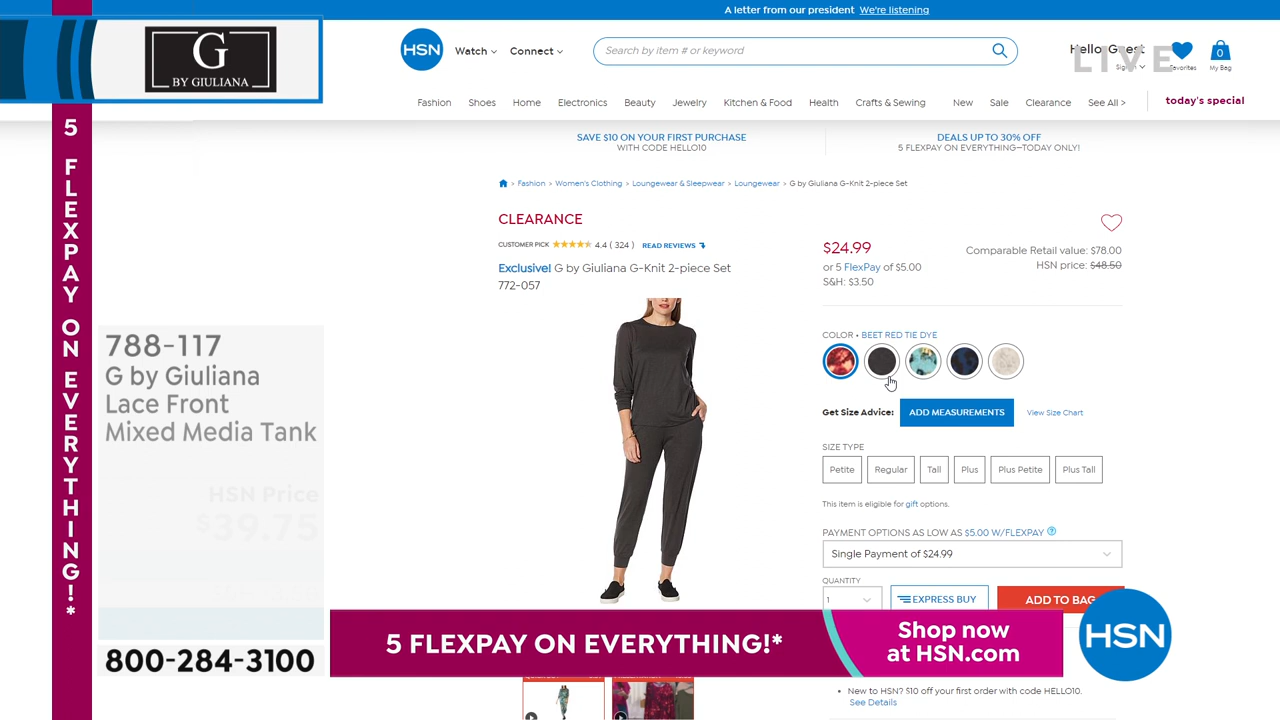 A letter from our president We're listening
G
BY GIULIANA
HSN
Watch
Connect
Search by item # or keyword
Hello, Guest
LIVE
Favorites
0
My Bag
Fashion Shoes Home Electronics Beauty Jewelry Kitchen & Food Health Crafts & Sewing New Sale Clearance See All > today's special
SAVE $10 ON YOUR FIRST PURCHASE
WITH CODE HELLO10
DEALS UP TO 30% OFF
5 FLEXPAY ON EVERYTHING—TODAY ONLY!
5 FLEXPAY ON EVERYTHING!*
> Fashion > Women's Clothing > Loungewear & Sleepwear > Loungewear > G by Giuliana G-Knit 2-piece Set
CLEARANCE
CUSTOMER PICK 4.4 ( 324 ) READ REVIEWS
Exclusive! G by Giuliana G-Knit 2-piece Set
772-057
$24.99
or 5 FlexPay of $5.00
S&H: $3.50
Comparable Retail value: $78.00
HSN price: $48.50
COLOR • BEET RED TIE DYE
Get Size Advice: ADD MEASUREMENTS View Size Chart
SIZE TYPE
Petite Regular Tall Plus Plus Petite Plus Tall
This item is eligible for gift options.
PAYMENT OPTIONS AS LOW AS $5.00 W/FLEXPAY ?
Single Payment of $24.99
QUANTITY
1 EXPRESS BUY ADD TO BAG
788-117
G by Giuliana
Lace Front
Mixed Media Tank
HSN Price
$39.75
800-284-3100
5 FLEXPAY ON EVERYTHING!*
Shop now
at HSN.com
HSN
• New to HSN? $10 off your first order with code HELLO10.
See Details